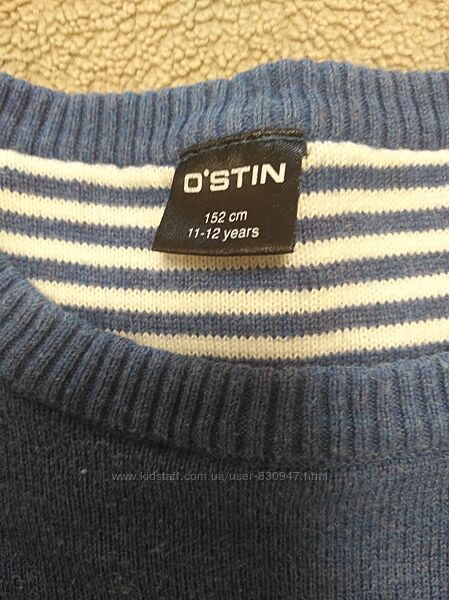 O'STIN
152 cm
11-12 years
www.kidstaff.com.ua/user-830947.html